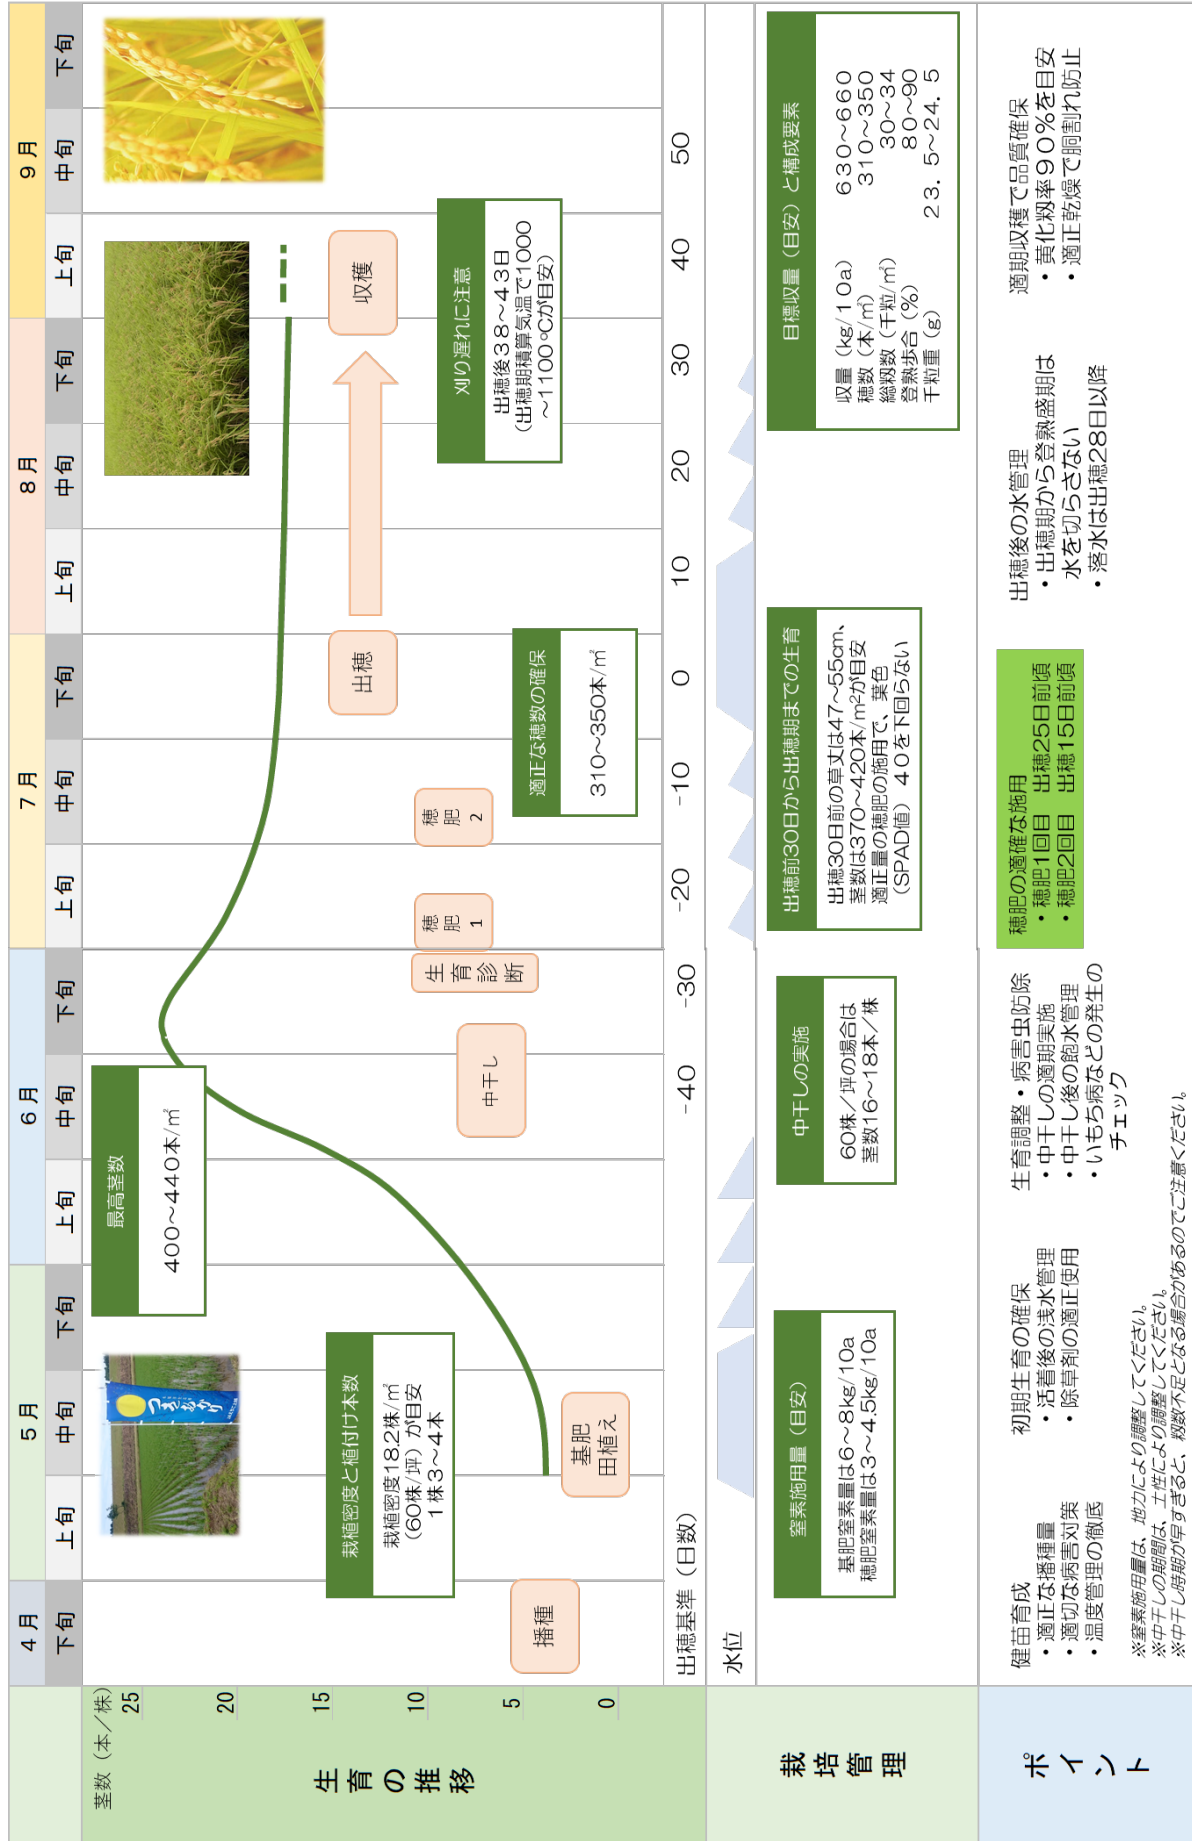 4月
5月
6月
7月
8月
9月
下旬
上旬
中旬
下旬
上旬
中旬
下旬
上旬
中旬
下旬
上旬
中旬
下旬
上旬
中旬
下旬
生育の推移
茎数（本／株）
25
20
15
10
5
0
つきあかり
最高茎数
400～440本/㎡
栽植密度と植付け本数
栽植密度18.2株/㎡
(60株/坪) が目安
1株3～4本
播種
基肥
田植え
中干し
生育診断
穂肥1
穂肥2
出穂
収穫
適正な穂数の確保
310～350本/㎡
刈り遅れに注意
出穂後38～43日
(出穂期積算気温で1000
～1100℃が目安)
出穂基準（日数）
-40
-30
-20
-10
0
10
20
30
40
50
栽培管理
水位
窒素施用量（目安）
基肥窒素量は6～8kg/10a
穂肥窒素量は3～4.5kg/10a
中干しの実施
60株／坪の場合は
茎数16～18本／株
出穂前30日から出穂期までの生育
出穂30日前の草丈は47～55cm、
茎数は370～420本/m²が目安
適正量の穂肥の施用で、葉色
（SPAD値）40を下回らない
目標収量（目安）と構成要素
収量（kg/10a） 630～660
穂数（本/㎡） 310～350
総籾数（千粒/㎡） 30～34
登熟歩合（%） 80～90
千粒重（g） 23．5～24．5
ポイント
健苗育成
・適正な播種量
・適切な病害対策
・温度管理の徹底
初期生育の確保
・活着後の浅水管理
・除草剤の適正使用
生育調整・病害虫防除
・中干しの適期実施
・中干し後の飽水管理
・いもち病などの発生の
チェック
穂肥の適確な施用
・穂肥1回目 出穂25日前頃
・穂肥2回目 出穂15日前頃
出穂後の水管理
・出穂期から登熟盛期は
水を切らさない
・落水は出穂28日以降
適期収穫で品質確保
・黄化籾率90%を目安
・適正乾燥で胴割れ防止
※窒素施用量は、地力により調整してください。
※中干しの期間は、土性により調整してください。
※中干し時期が早すぎると、籾数不足となる場合があるのでご注意ください。